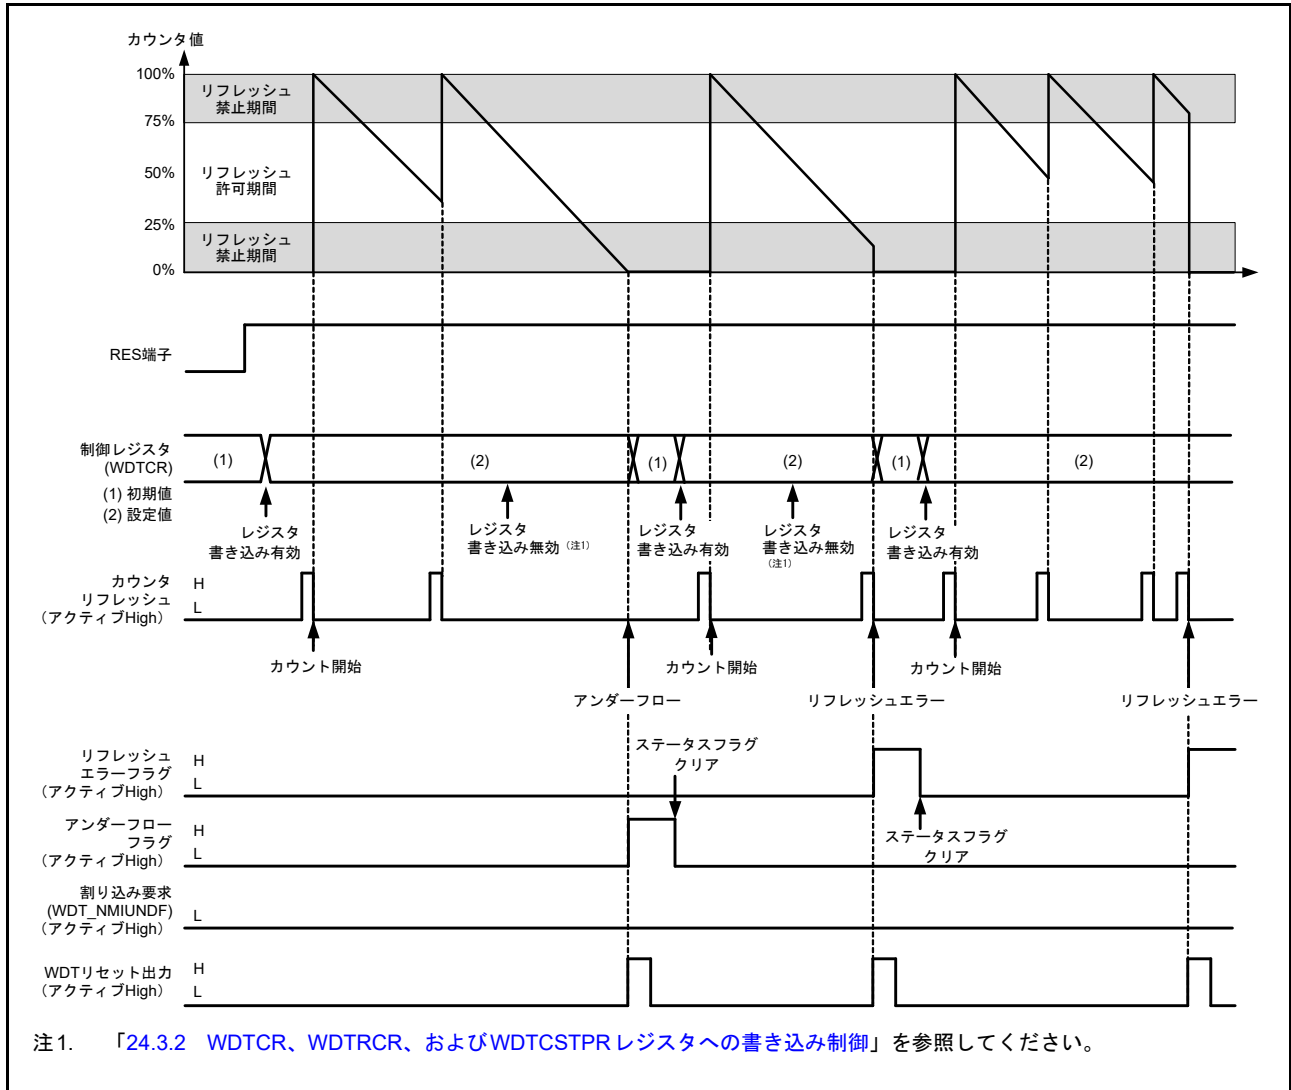 カウンタ値
100%
75%
50%
25%
0%
リフレッシュ
禁止期間
リフレッシュ
許可期間
リフレッシュ
禁止期間
RES端子
制御レジスタ
(WDTCR)
(1) 初期値
(2) 設定値
(1)
(2)
(1)
(2)
(1)
(2)
レジスタ
書き込み有効
レジスタ
書き込み無効 (注1)
レジスタ
書き込み有効
レジスタ
書き込み無効
(注1)
レジスタ
書き込み有効
カウンタ
リフレッシュ
(アクティブHigh)
H
L
カウント開始
カウント開始
カウント開始
アンダーフロー
リフレッシュエラー
リフレッシュエラー
リフレッシュ
エラーフラグ
(アクティブHigh)
H
L
ステータスフラグ
クリア
ステータスフラグ
クリア
アンダーフロー
フラグ
(アクティブHigh)
H
L
割り込み要求
(WDT_NMIUNDF)
(アクティブHigh)
L
WDTリセット出力
(アクティブHigh)
H
L
注1. 「24.3.2 WDTCR、WDTRCR、およびWDTCSTPRレジスタへの書き込み制御」を参照してください。